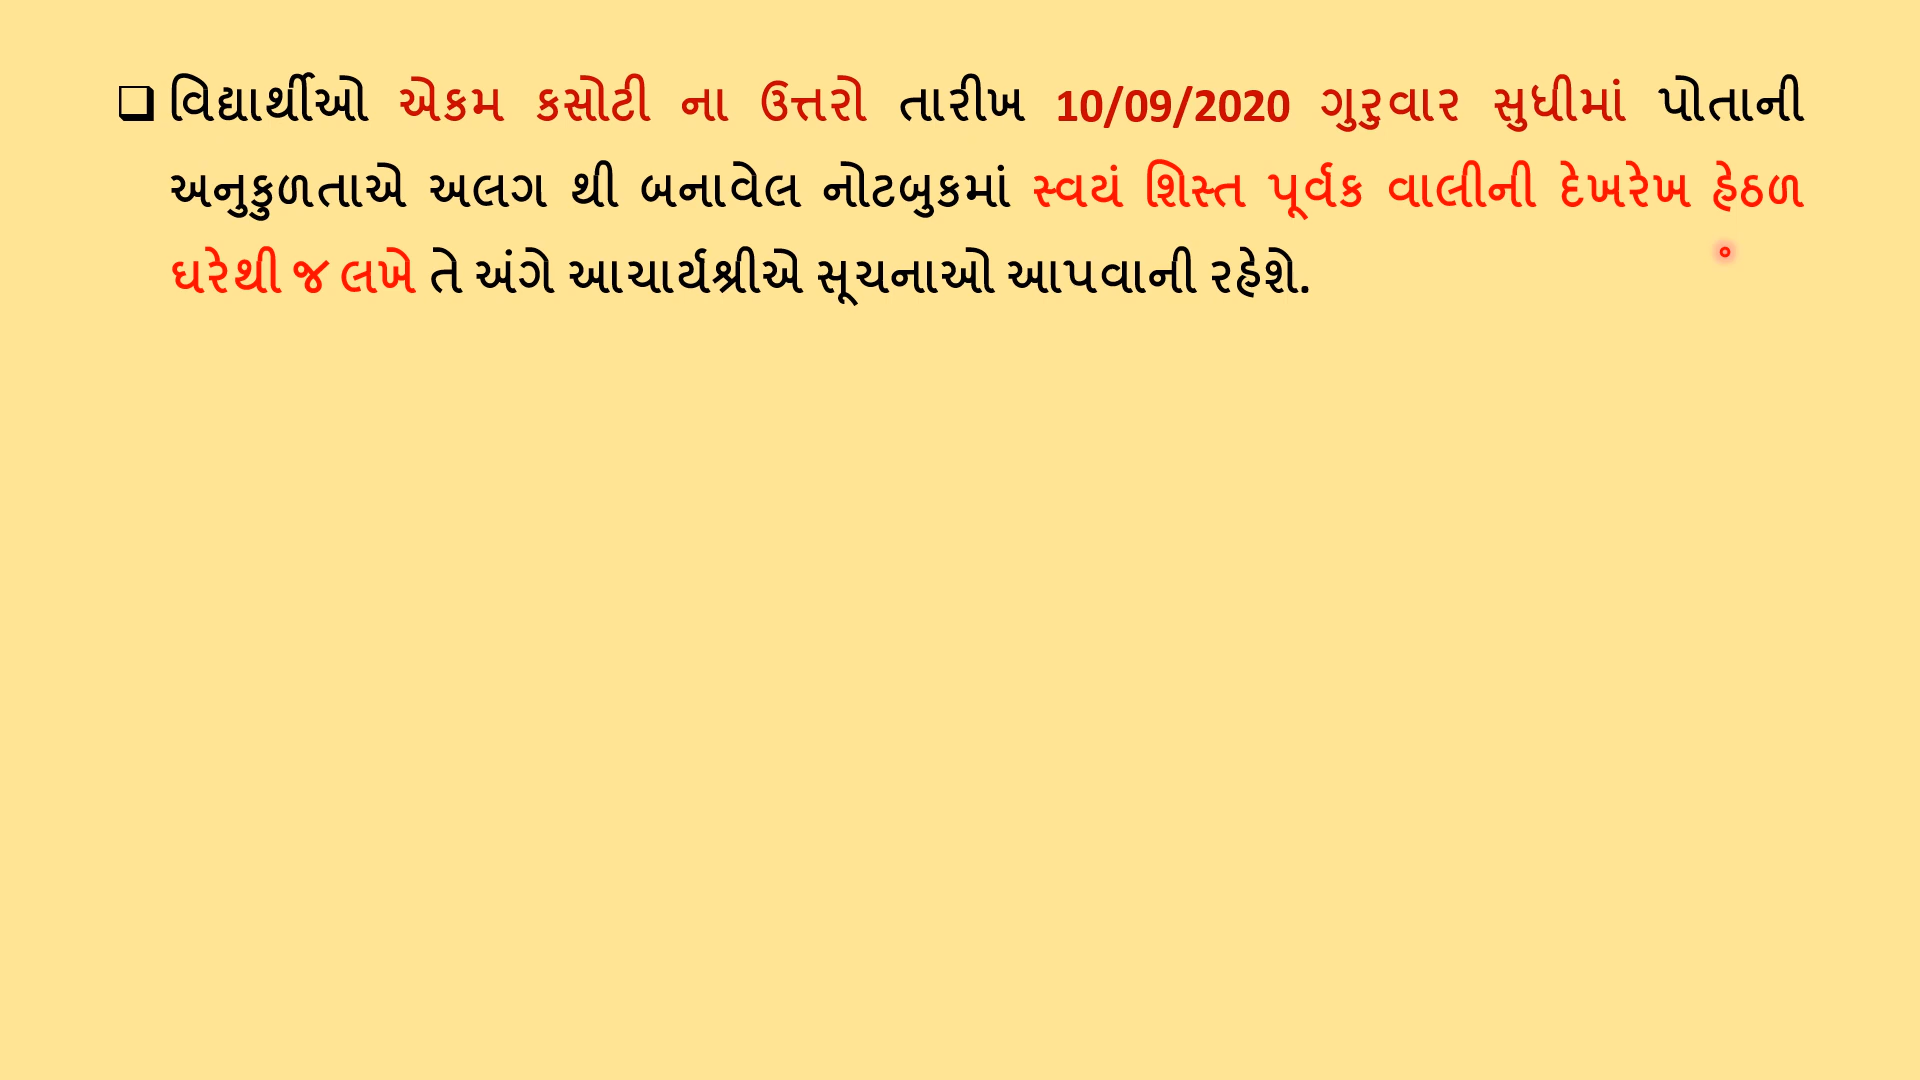 ❑ વિદ્યાર્થીઓ એકમ કસોટી ના ઉત્તરો તારીખ 10/09/2020 ગુરુવાર સુધીમાં પોતાની
અનુકુળતાએ અલગ થી બનાવેલ નોટબુકમાં સ્વયં શિસ્ત પૂર્વક વાલીની દેખરેખ હેઠળ
ઘરેથી જ લખે તે અંગે આચાર્યશ્રીએ સૂચનાઓ આપવાની રહેશે.